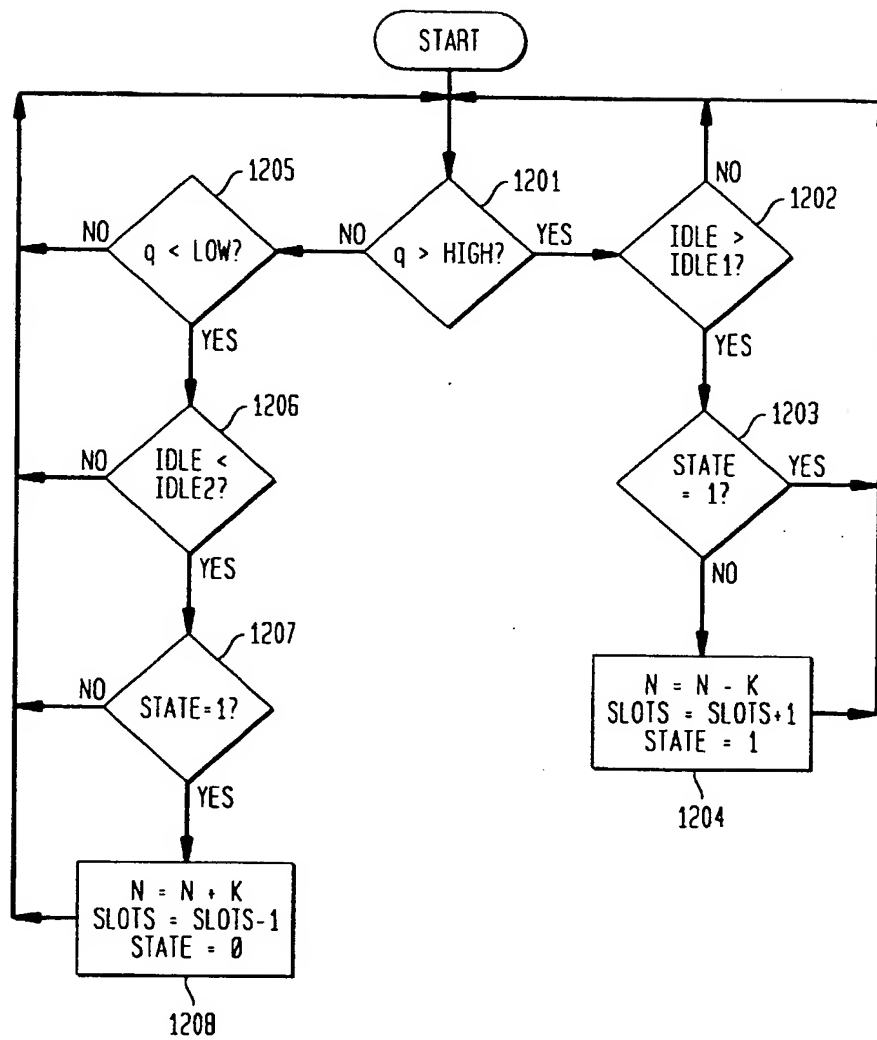 START
1205
1201
1202
NO
q < LOW?
NO
q > HIGH?
YES
IDLE >
IDLE1?
NO
YES
YES
1206
1203
NO
IDLE <
IDLE2?
STATE
= 1?
YES
YES
NO
1207
NO
STATE=1?
N = N - K
SLOTS = SLOTS+1
STATE = 1
YES
1204
N = N + K
SLOTS = SLOTS-1
STATE = 0
1208